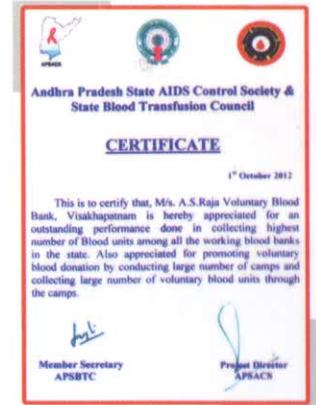 APSACS
Andhra Pradesh State AIDS Control Society &
State Blood Transfusion Council
CERTIFICATE
1st October 2012
This is to certify that, M/s. A.S.Raja Voluntary Blood
Bank, Visakhapatnam is hereby appreciated for an
outstanding performance done in collecting highest
number of Blood units among all the working blood banks
in the state. Also appreciated for promoting voluntary
blood donation by conducting large number of camps and
collecting large number of voluntary blood units through
the camps.
Member Secretary
APSBTC
Project Director
APSACS